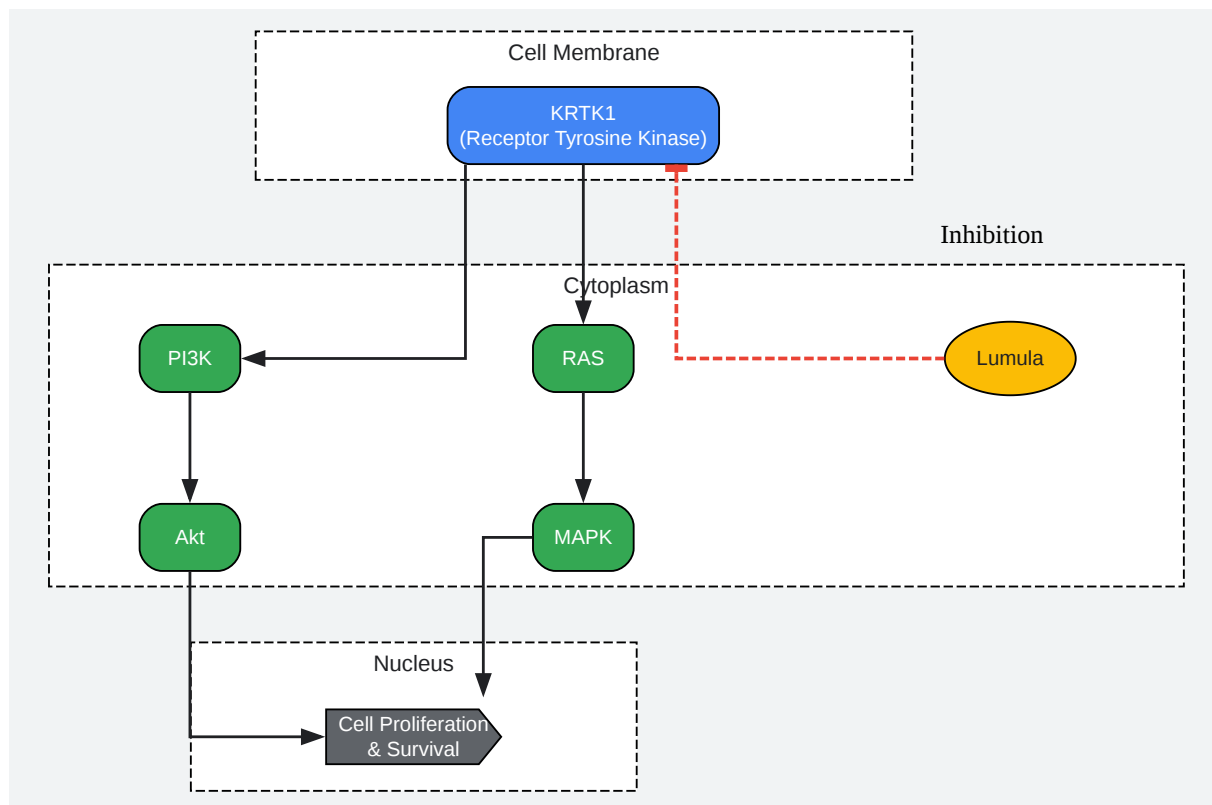 Cell Membrane
KRTK1
(Receptor Tyrosine Kinase)
Inhibition
Cytoplasm
PI3K
RAS
Lumula
Akt
MAPK
Nucleus
Cell Proliferation
& Survival